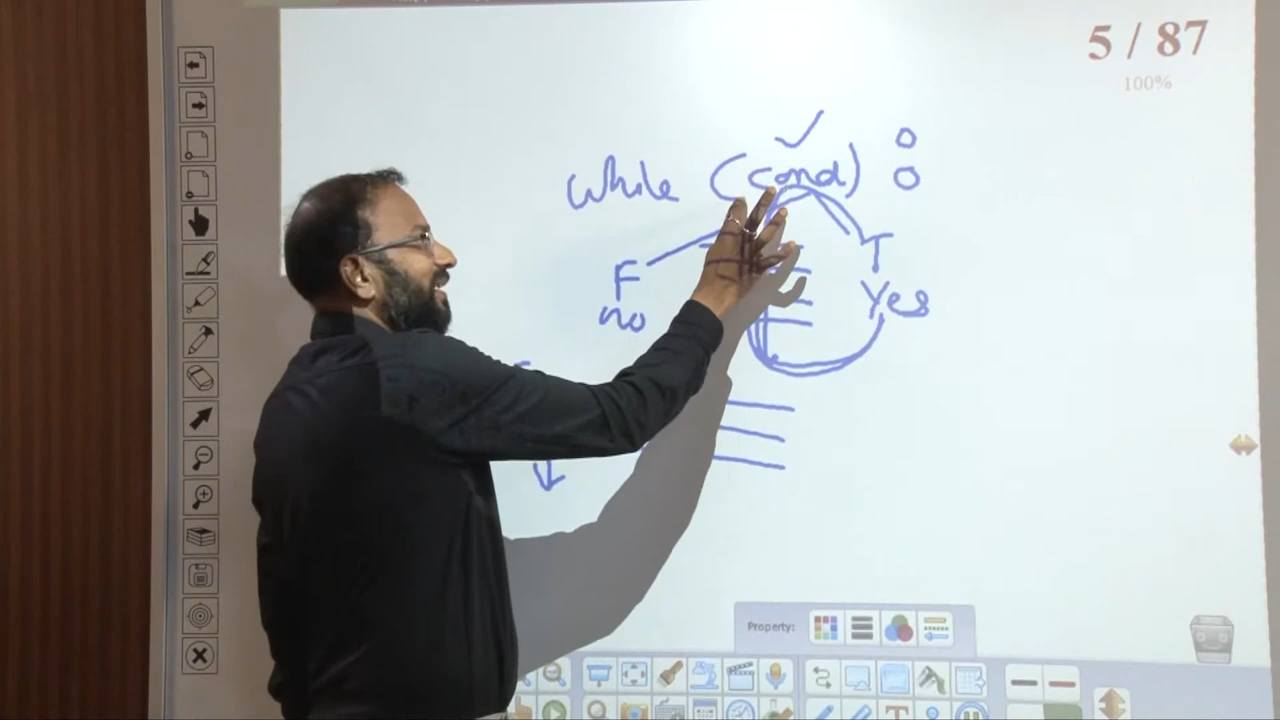 5 / 87
100%
While (cond) :
F T
no Yes
Property: